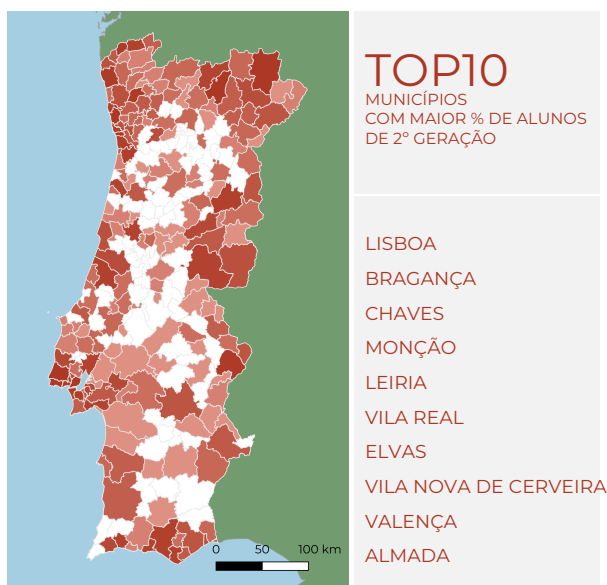 TOP10
MUNICÍPIOS
COM MAIOR % DE ALUNOS
DE 2º GERAÇÃO
LISBOA
BRAGANÇA
CHAVES
MONÇÃO
LEIRIA
VILA REAL
ELVAS
VILA NOVA DE CERVEIRA
VALENÇA
ALMADA
0 50 100 km